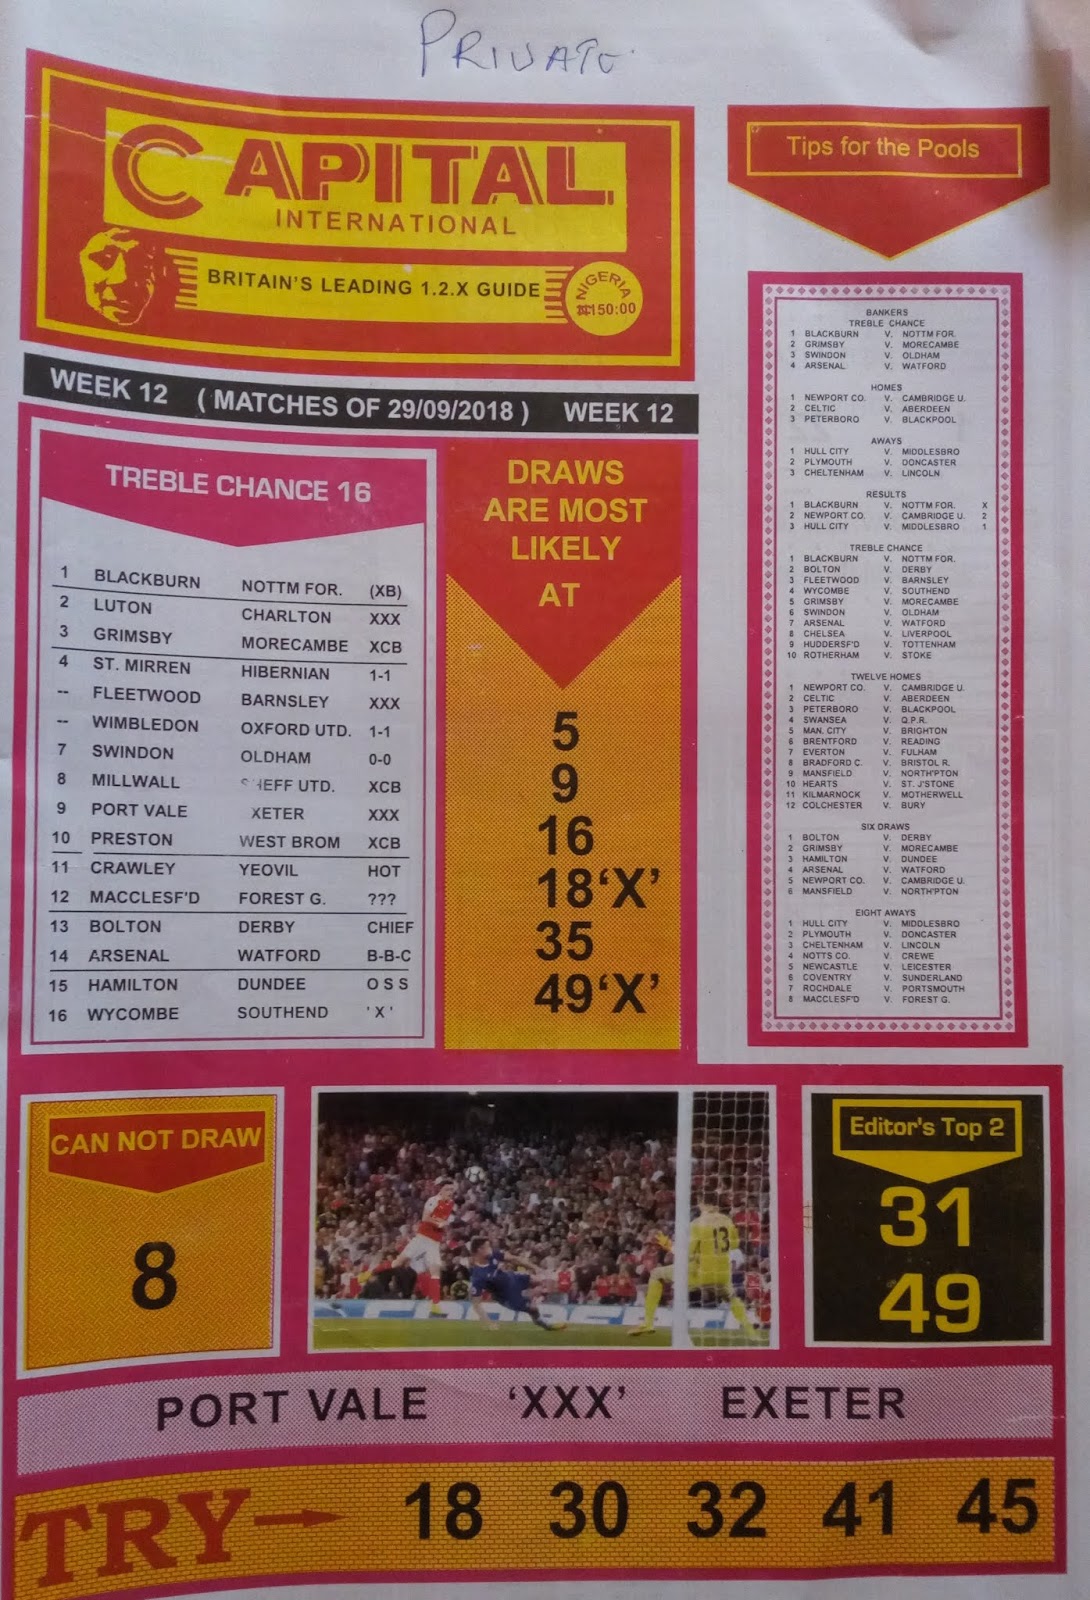 PRIVATE
CAPITAL
INTERNATIONAL
BRITAIN'S LEADING 1.2.X GUIDE
NIGERIA
₦150:00
Tips for the Pools
WEEK 12 ( MATCHES OF 29/09/2018 ) WEEK 12
TREBLE CHANCE 16
1 BLACKBURN NOTTM FOR. (XB)
2 LUTON CHARLTON XXX
3 GRIMSBY MORECAMBE XCB
4 ST. MIRREN HIBERNIAN 1-1
-- FLEETWOOD BARNSLEY XXX
-- WIMBLEDON OXFORD UTD. 1-1
7 SWINDON OLDHAM 0-0
8 MILLWALL HEFF UTD. XCB
9 PORT VALE XETER XXX
10 PRESTON WEST BROM XCB
11 CRAWLEY YEOVIL HOT
12 MACCLESF'D FOREST G. ???
13 BOLTON DERBY CHIEF
14 ARSENAL WATFORD B-B-C
15 HAMILTON DUNDEE O S S
16 WYCOMBE SOUTHEND 'X'
DRAWS
ARE MOST
LIKELY
AT
5
9
16
18'X'
35
49'X'
BANKERS
TREBLE CHANCE
1 BLACKBURN V. NOTTM FOR.
2 GRIMSBY V. MORECAMBE
3 SWINDON V. OLDHAM
4 ARSENAL V. WATFORD
HOMES
1 NEWPORT CO. V. CAMBRIDGE U.
2 CELTIC V. ABERDEEN
3 PETERBORO V. BLACKPOOL
AWAYS
1 HULL CITY V. MIDDLESBRO
2 PLYMOUTH V. DONCASTER
3 CHELTENHAM V. LINCOLN
RESULTS
1 BLACKBURN V. NOTTM FOR. X
2 NEWPORT CO. V. CAMBRIDGE U. 2
3 HULL CITY V. MIDDLESBRO 1
TREBLE CHANCE
1 BLACKBURN V. NOTTM FOR.
2 BOLTON V. DERBY
3 FLEETWOOD V. BARNSLEY
4 WYCOMBE V. SOUTHEND
5 GRIMSBY V. MORECAMBE
6 SWINDON V. OLDHAM
7 ARSENAL V. WATFORD
8 CHELSEA V. LIVERPOOL
9 HUDDERSF'D V. TOTTENHAM
10 ROTHERHAM V. STOKE
TWELVE HOMES
1 NEWPORT CO. V. CAMBRIDGE U.
2 CELTIC V. ABERDEEN
3 PETERBORO V. BLACKPOOL
4 SWANSEA V. Q.P.R.
5 MAN. CITY V. BRIGHTON
6 BRENTFORD V. READING
7 EVERTON V. FULHAM
8 BRADFORD C. V. BRISTOL R.
9 MANSFIELD V. NORTH'PTON
10 HEARTS V. ST. J'STONE
11 KILMARNOCK V. MOTHERWELL
12 COLCHESTER V. BURY
SIX DRAWS
1 BOLTON V. DERBY
2 GRIMSBY V. MORECAMBE
3 HAMILTON V. DUNDEE
4 ARSENAL V. WATFORD
5 NEWPORT CO. V. CAMBRIDGE U.
6 MANSFIELD V. NORTH'PTON
EIGHT AWAYS
1 HULL CITY V. MIDDLESBRO
2 PLYMOUTH V. DONCASTER
3 CHELTENHAM V. LINCOLN
4 NOTTS CO. V. CREWE
5 NEWCASTLE V. LEICESTER
6 COVENTRY V. SUNDERLAND
7 ROCHDALE V. PORTSMOUTH
8 MACCLESF'D V. FOREST G.
CAN NOT DRAW
8
13
Editor's Top 2
31
49
PORT VALE 'XXX' EXETER
TRY 18 30 32 41 45